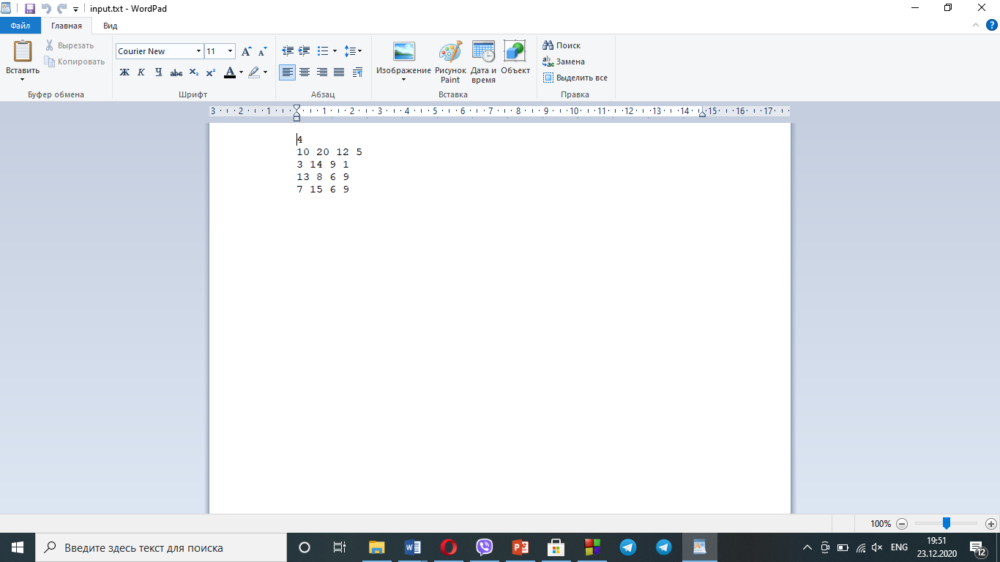 input.txt - WordPad
Файл Главная Вид
Вставить
Вырезать
Копировать
Буфер обмена
Courier New 11
Ж К Ч abc X₂ X² А
Шрифт
Абзац
Изображение
Рисунок Paint
Дата и время
Объект
Вставка
Поиск
Замена
Выделить все
Правка
3 2 1 1 2 3 4 5 6 7 8 9 10 11 12 13 14 15 16 17
4
10 20 12 5
3 14 9 1
13 8 6 9
7 15 6 9
100%
Введите здесь текст для поиска
ENG
19:51
23.12.2020
12